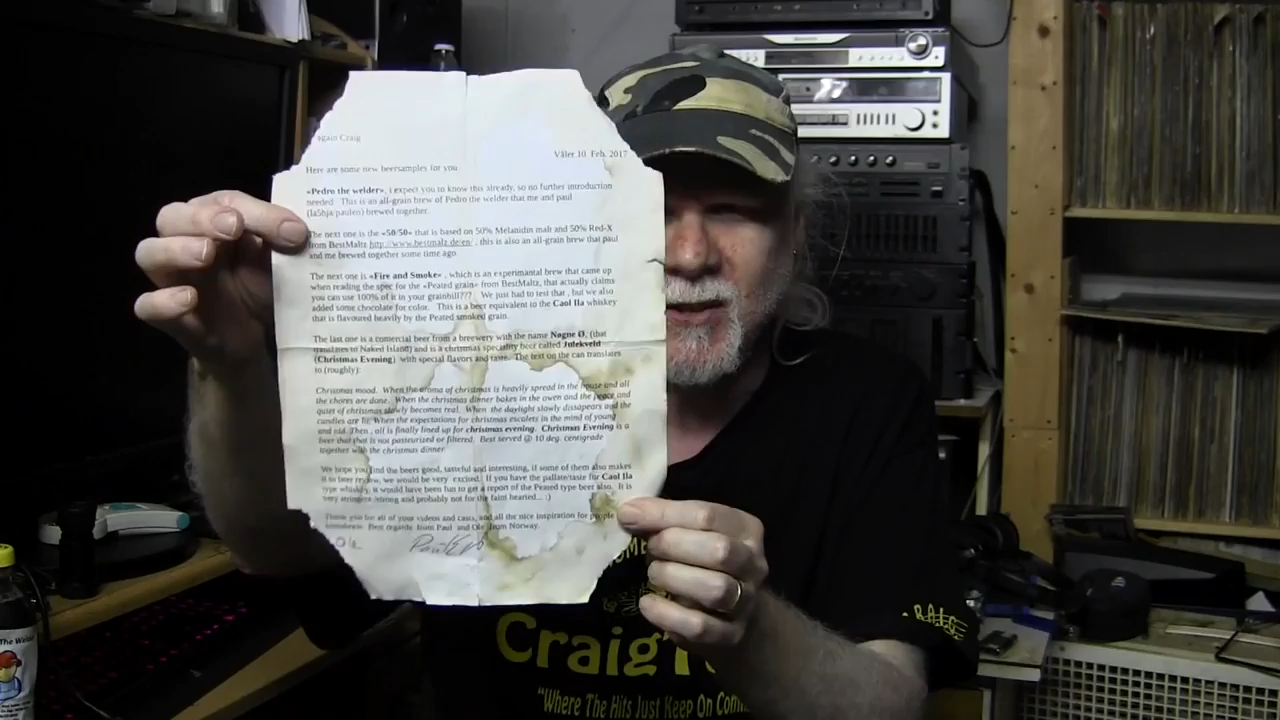 again Craig
Våler 10. Feb. 2017
Here are some new beersamples for you.
«Pedro the welder», i expect you to know this already, so no further introduction
needed. This is an all-grain brew of Pedro the welder that me and paul
(la5hja/paulen) brewed together.
The next one is the «50/50» that is based on 50% Melanidin malt and 50% Red-X
from BestMaltz http://www.bestmalz.de/en/ , this is also an all-grain brew that paul
and me brewed together some time ago.
The next one is «Fire and Smoke» , which is an experimantal brew that came up
when reading the spec for the «Peated grain» from BestMaltz, that actually claims
you can use 100% of it in your grainbill??? We just had to test that , but we also
added some chocolate for color. This is a beer equivalent to the Caol Ila whiskey
that is flavoured heavily by the Peated smoked grain.
The last one is a comercial beer from a brewery with the name Nøgne Ø, (that
translates to Naked Island) and is a christmas speciality beer called Julekveld
(Christmas Evening) with special flavors and taste. The text on the can translates
to (roughly):
Christmas mood. When the aroma of christmas is heavily spread in the house and all
the chores are done. When the christmas dinner bakes in the owen and the peace and
quiet of christmas slowly becomes real. When the daylight slowly dissapears and the
candles are lit. When the expectations for christmas escalets in the mind of young
and old. Then , all is finally lined up for christmas evening. Christmas Evening is a
beer that that is not pasteurized or filtered. Best served @ 10 deg. centigrade
together with the christmas dinner.
We hope you find the beers good, tasteful and interesting, if some of them also makes
it to beer review, we would be very excited. If you have the pallate/taste for Caol Ila
type whisky, it would have been fun to get a report of the Peated type beer also. It is
very stringent /strong and probably not for the faint hearted... :)
Thank you for all of your videos and casts, and all the nice inspiration for people
Best regards from Paul and Ole from Norway.
Ole
CraigT
"Where The Hits Just Keep On Comin
The Welder